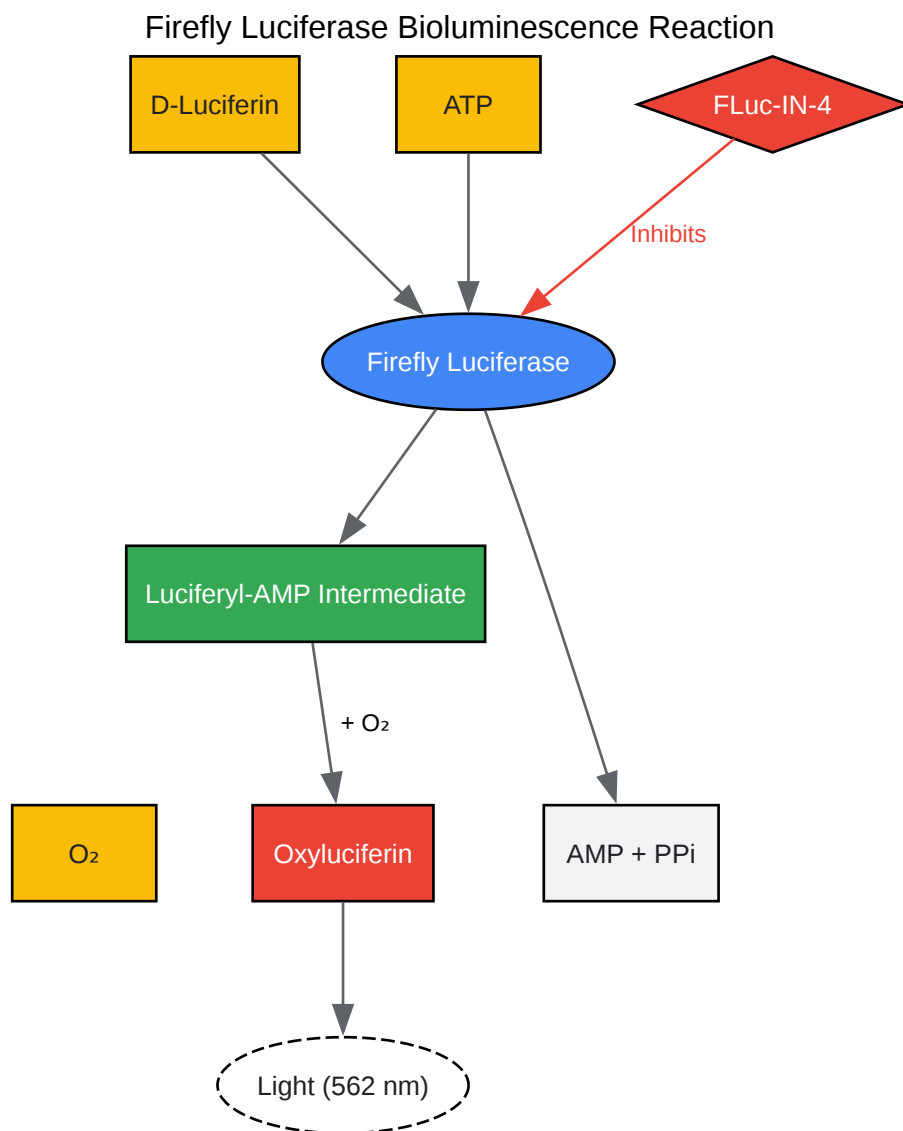 Firefly Luciferase Bioluminescence Reaction
D-Luciferin
ATP
FLuc-IN-4
Inhibits
Firefly Luciferase
Luciferyl-AMP Intermediate
+ O₂
O₂
Oxyluciferin
AMP + PPi
Light (562 nm)